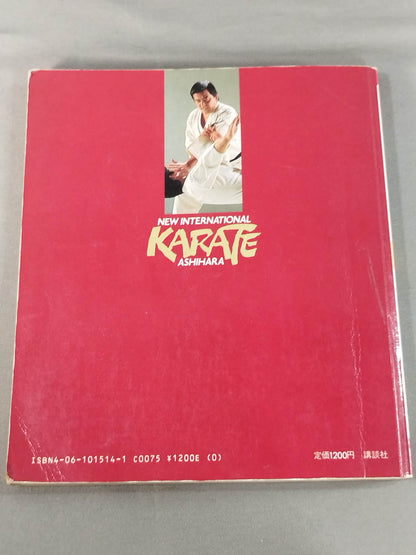 NEW INTERNATIONAL
KARATE
ASHIHARA
ISBN4-06-101514-1 C0075 ¥1200E (0)
定価1200円 講談社